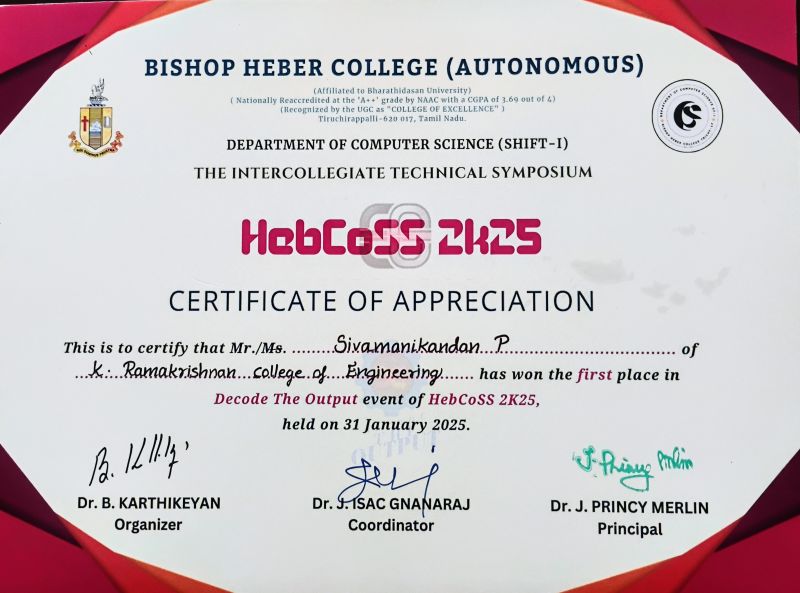 BISHOP HEBER COLLEGE (AUTONOMOUS)
(Affiliated to Bharathidasan University)
( Nationally Reaccredited at the 'A++' grade by NAAC with a CGPA of 3.69 out of 4)
(Recognized by the UGC as "COLLEGE OF EXCELLENCE" )
Tiruchirappalli-620 017, Tamil Nadu.
DEPARTMENT OF COMPUTER SCIENCE (SHIFT-I)
THE INTERCOLLEGIATE TECHNICAL SYMPOSIUM
HebCoSS 2k25
CERTIFICATE OF APPRECIATION
This is to certify that Mr./Ms. Sivamanikandan P of
K. Ramakrishnan college of Engineering has won the first place in
Decode The Output event of HebCoSS 2K25,
held on 31 January 2025.
OUTPUT
J. Princy Merlin
Dr. B. KARTHIKEYAN
Organizer
Dr. J. ISAC GNANARAJ
Coordinator
Dr. J. PRINCY MERLIN
Principal